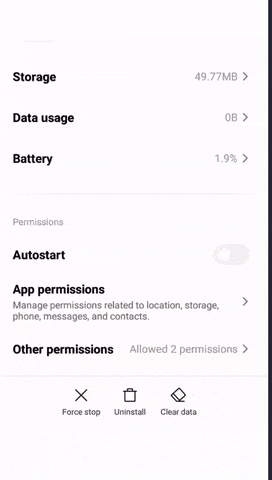 Storage 49.77MB
Data usage 0B
Battery 1.9%
Permissions
Autostart
App permissions
Manage permissions related to location, storage,
phone, messages, and contacts.
Other permissions Allowed 2 permissions
Force stop Uninstall Clear data